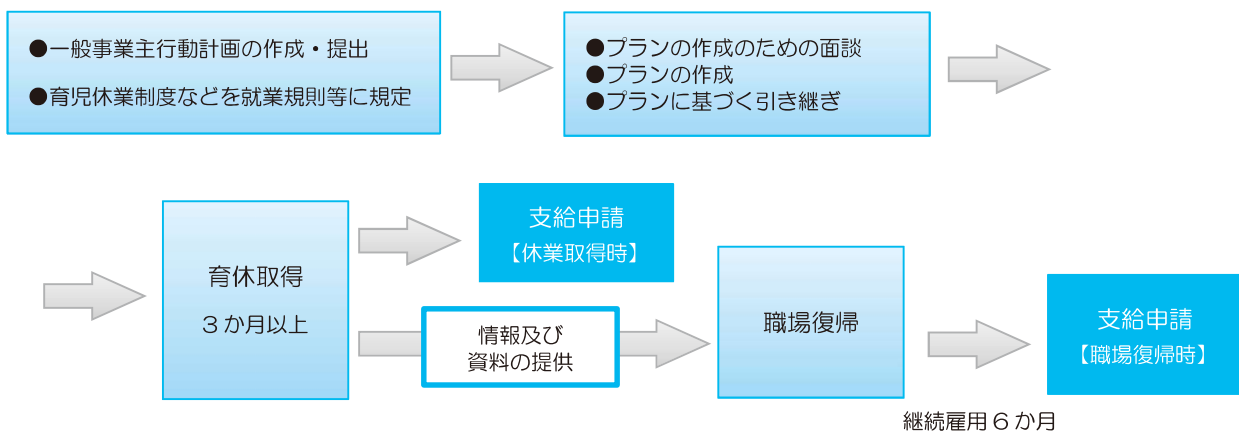 ●一般事業主行動計画の作成・提出
●育児休業制度などを就業規則等に規定
●プランの作成のための面談
●プランの作成
●プランに基づく引き継ぎ
育休取得
3か月以上
支給申請
【休業取得時】
情報及び
資料の提供
職場復帰
継続雇用6か月
支給申請
【職場復帰時】